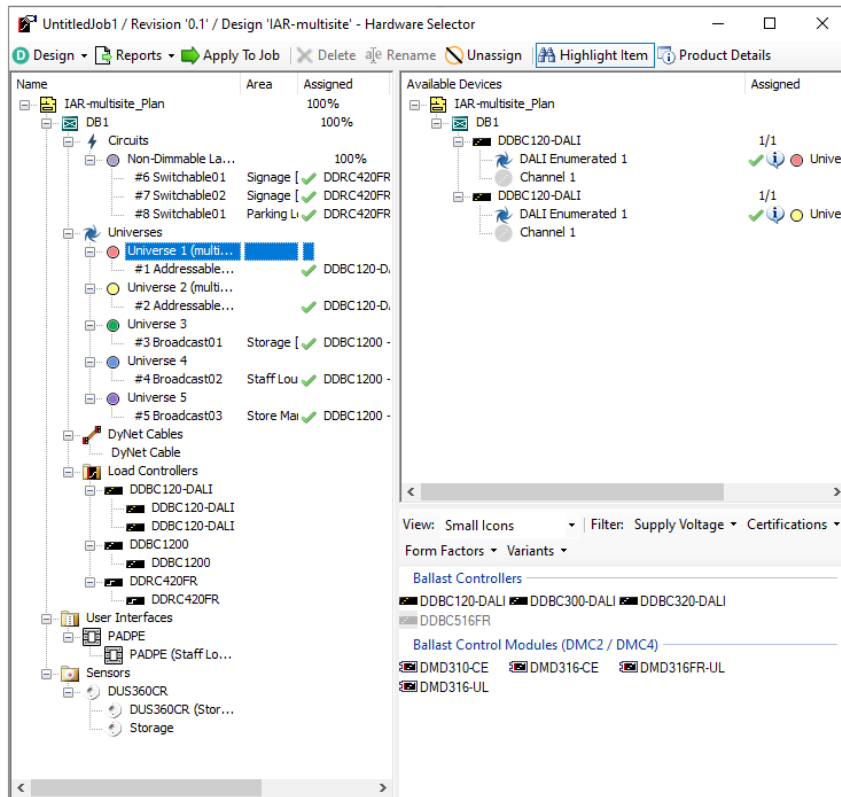 UntitledJob1 / Revision '0.1' / Design 'IAR-multisite' - Hardware Selector
Design Reports Apply To Job Delete Rename Unassign Highlight Item Product Details
Name Area Assigned
IAR-multisite_Plan 100%
DB1 100%
Circuits
Non-Dimmable La... 100%
#6 Switchable01 Signage [ DDRC420FR
#7 Switchable02 Signage [ DDRC420FR
#8 Switchable01 Parking L DDRC420FR
Universes
Universe 1 (multi...
#1 Addressable... DDBC120-D
Universe 2 (multi...
#2 Addressable... DDBC120-D
Universe 3
#3 Broadcast01 Storage [ DDBC1200 -
Universe 4
#4 Broadcast02 Staff Lou DDBC1200 -
Universe 5
#5 Broadcast03 Store Mar DDBC1200 -
DyNet Cables
DyNet Cable
Load Controllers
DDBC120-DALI
DDBC120-DALI
DDBC120-DALI
DDBC1200
DDBC1200
DDRC420FR
DDRC420FR
User Interfaces
PADPE
PADPE (Staff Lo...
Sensors
DUS360CR
DUS360CR (Stor...
Storage
Available Devices Assigned
IAR-multisite_Plan
DB1
DDBC120-DALI 1/1
DALI Enumerated 1 Unive
Channel 1
DDBC120-DALI 1/1
DALI Enumerated 1 Unive
Channel 1
View: Small Icons Filter: Supply Voltage Certifications
Form Factors Variants
Ballast Controllers
DDBC120-DALI DDBC300-DALI DDBC320-DALI
DDBC516FR
Ballast Control Modules (DMC2 / DMC4)
DMD310-CE DMD316-CE DMD316FR-UL
DMD316-UL